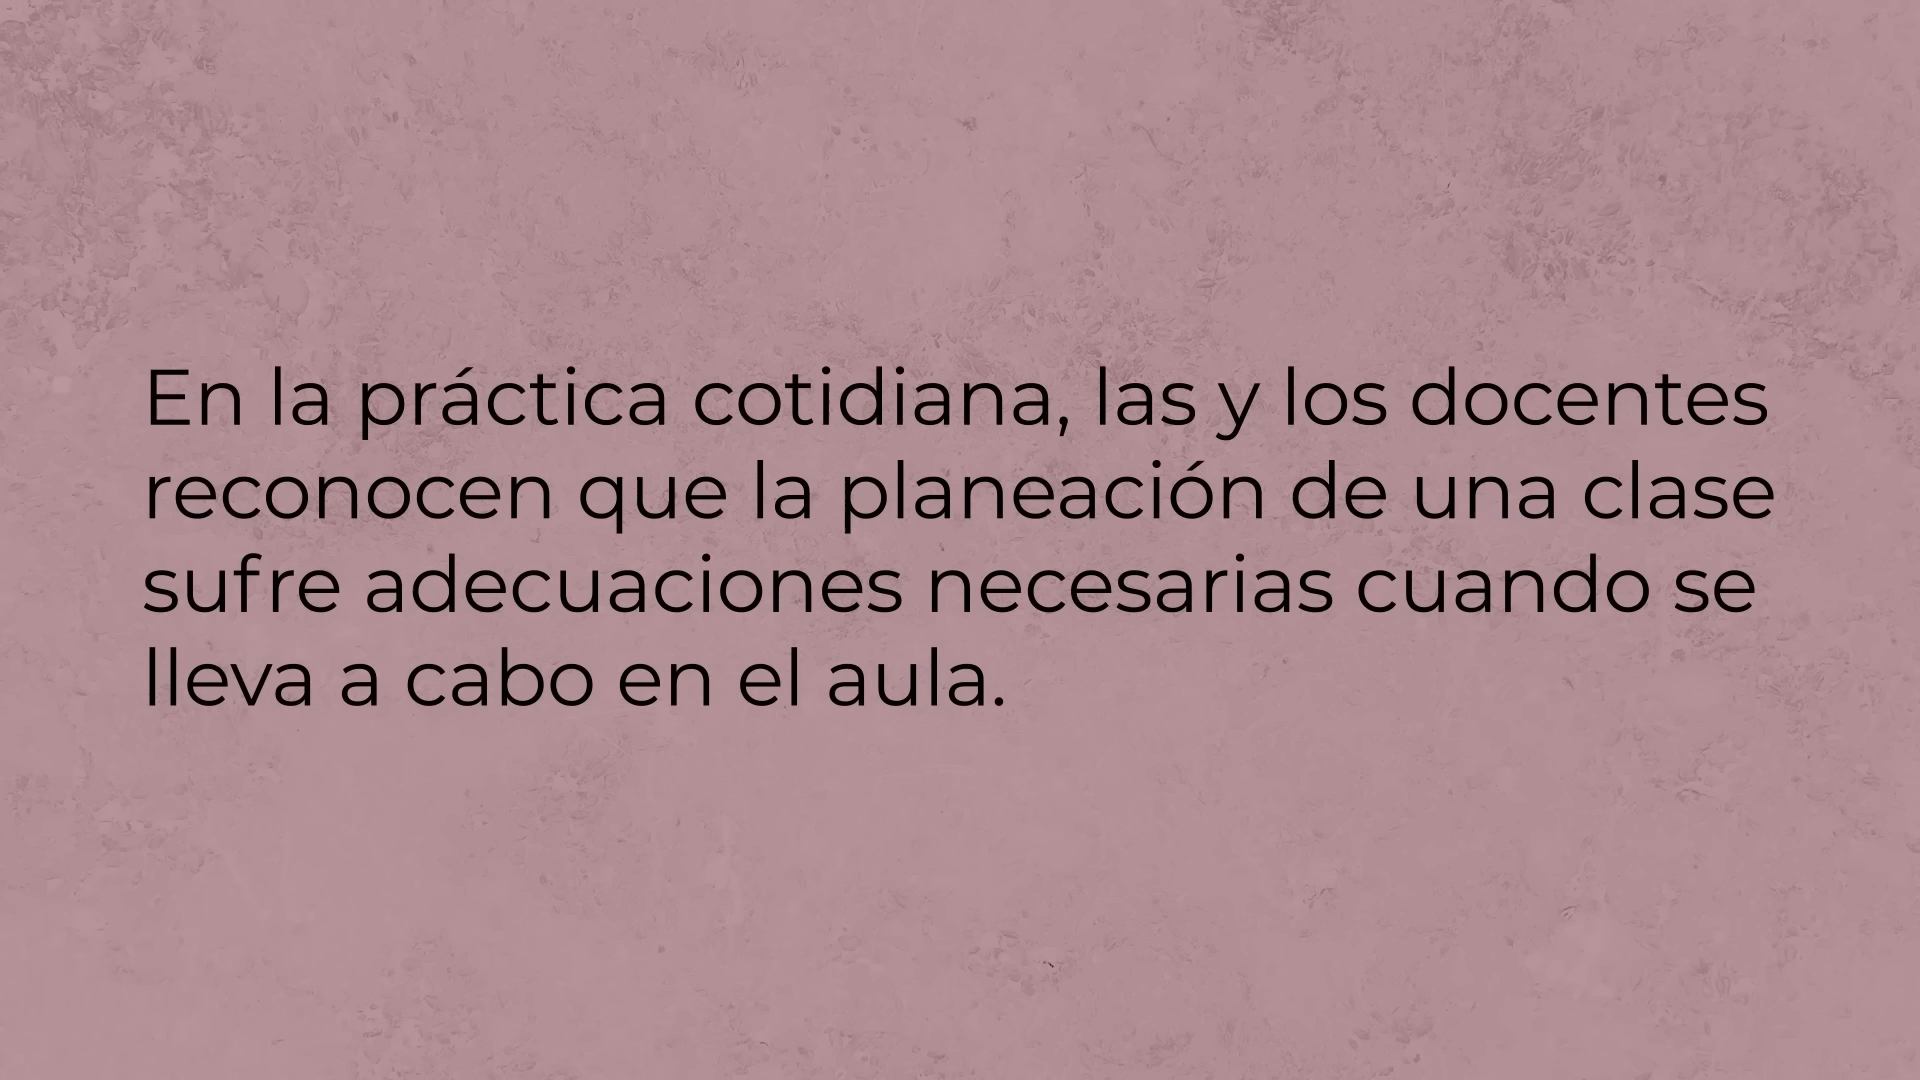 En la práctica cotidiana, las y los docentes
reconocen que la planeación de una clase
sufre adecuaciones necesarias cuando se
lleva a cabo en el aula.